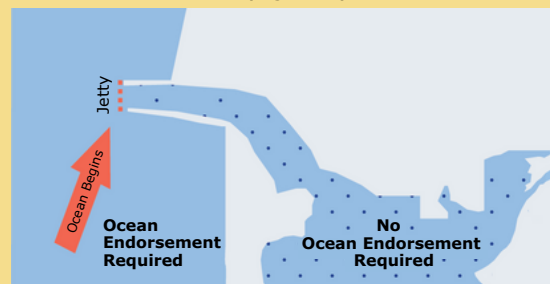 Jetty
Ocean Begins
Ocean
Endorsement
Required
No
Ocean Endorsement
Required